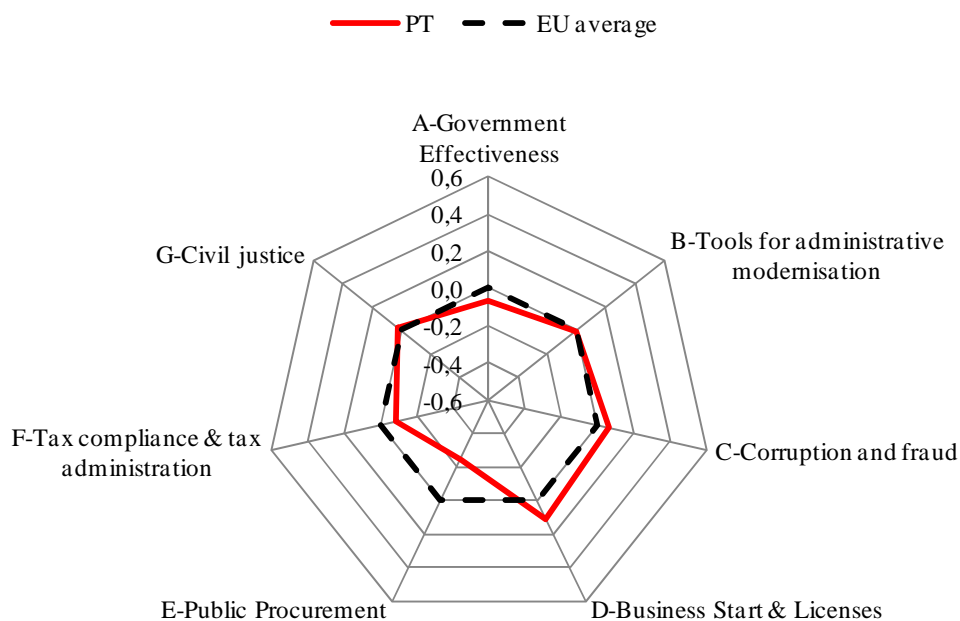 PT EU average
A-Government
Effectiveness
0,6
0,4
0,2
0,0
-0,2
-0,4
-0,6
G-Civil justice
B-Tools for administrative
modernisation
F-Tax compliance & tax
administration
C-Corruption and fraud
E-Public Procurement
D-Business Start & Licenses